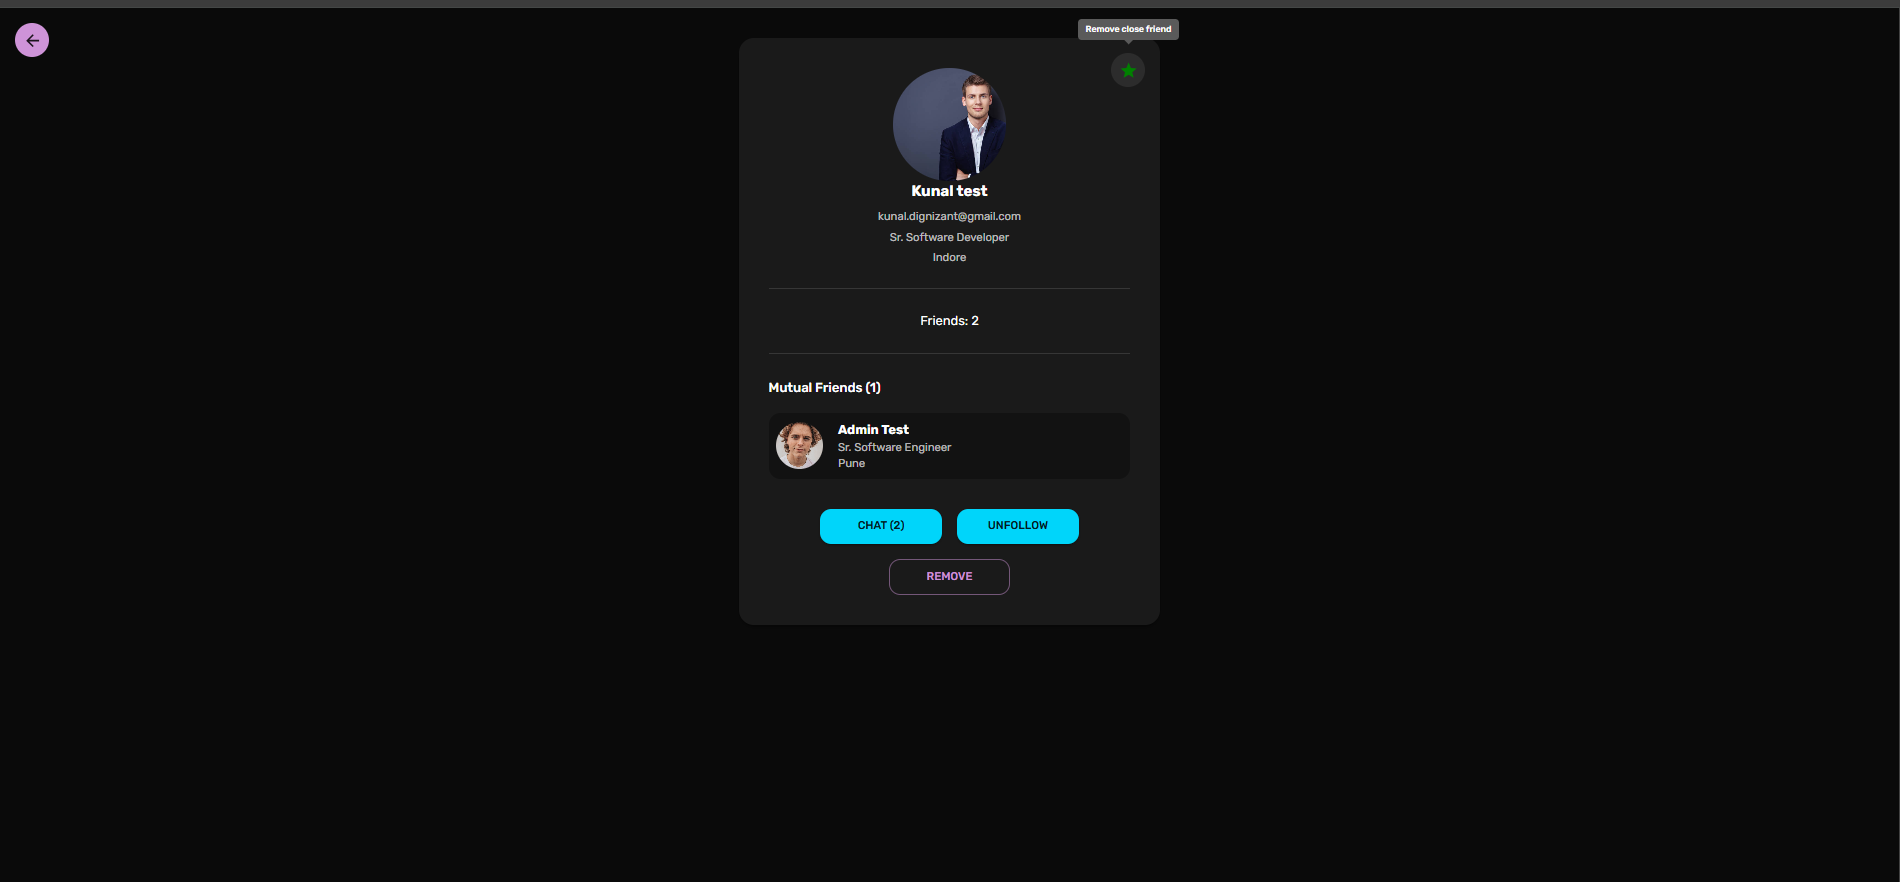 Remove close friend
Kunal test
kunal.dignizant@gmail.com
Sr. Software Developer
Indore
Friends: 2
Mutual Friends (1)
Admin Test
Sr. Software Engineer
Pune
CHAT (2)
UNFOLLOW
REMOVE